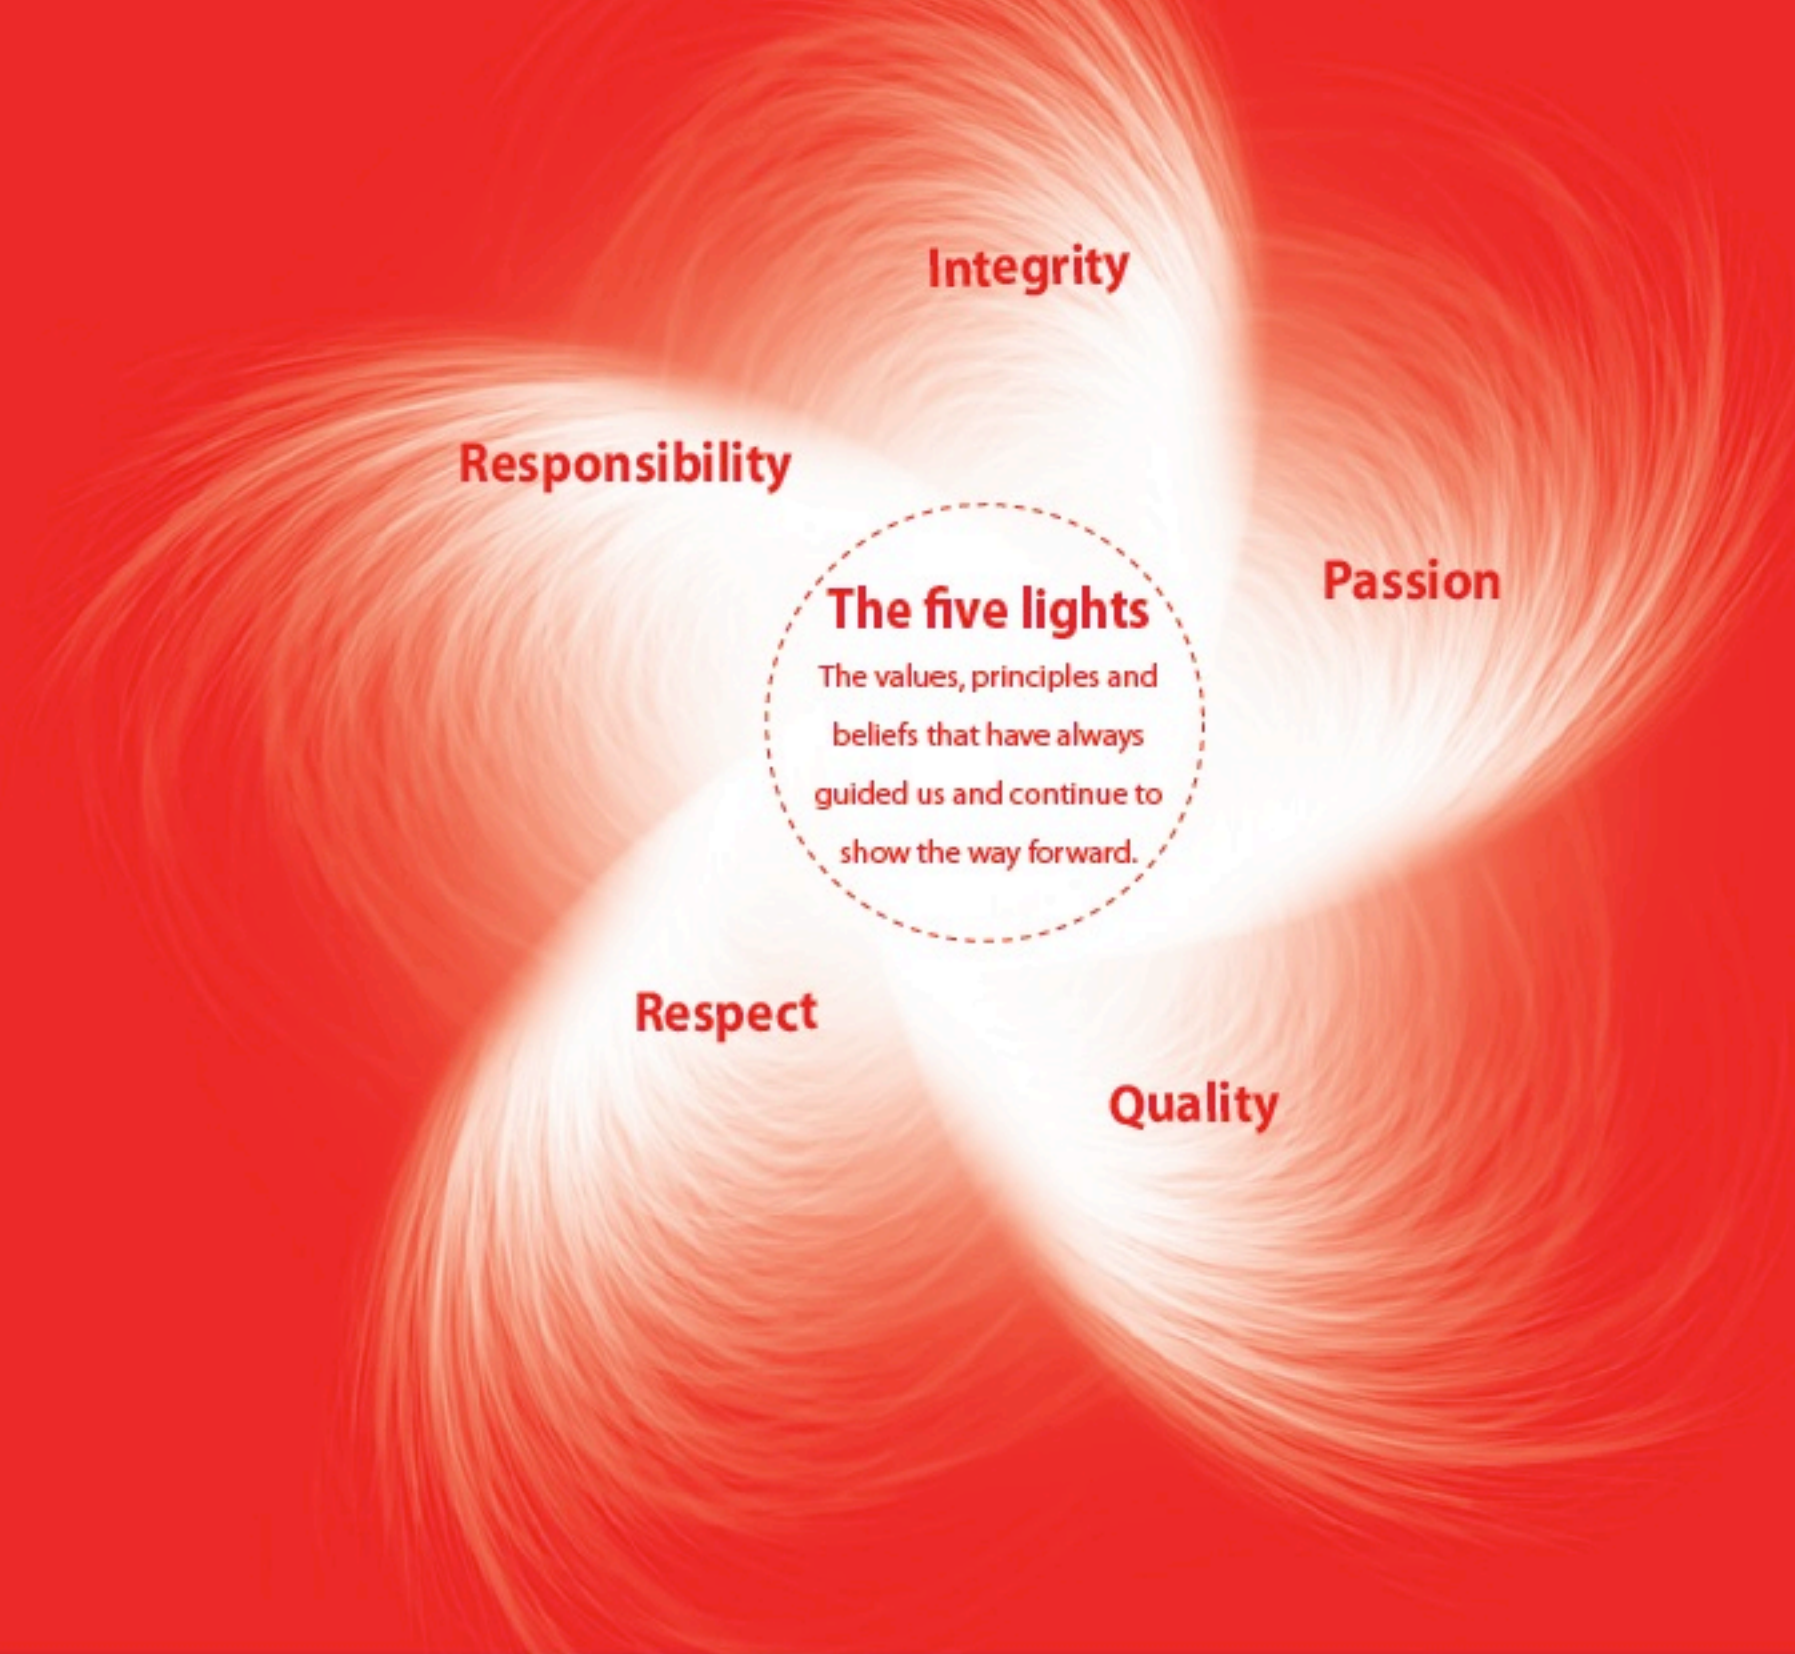 Integrity
Responsibility
Passion
The five lights
The values, principles and
beliefs that have always
guided us and continue to
show the way forward.
Respect
Quality